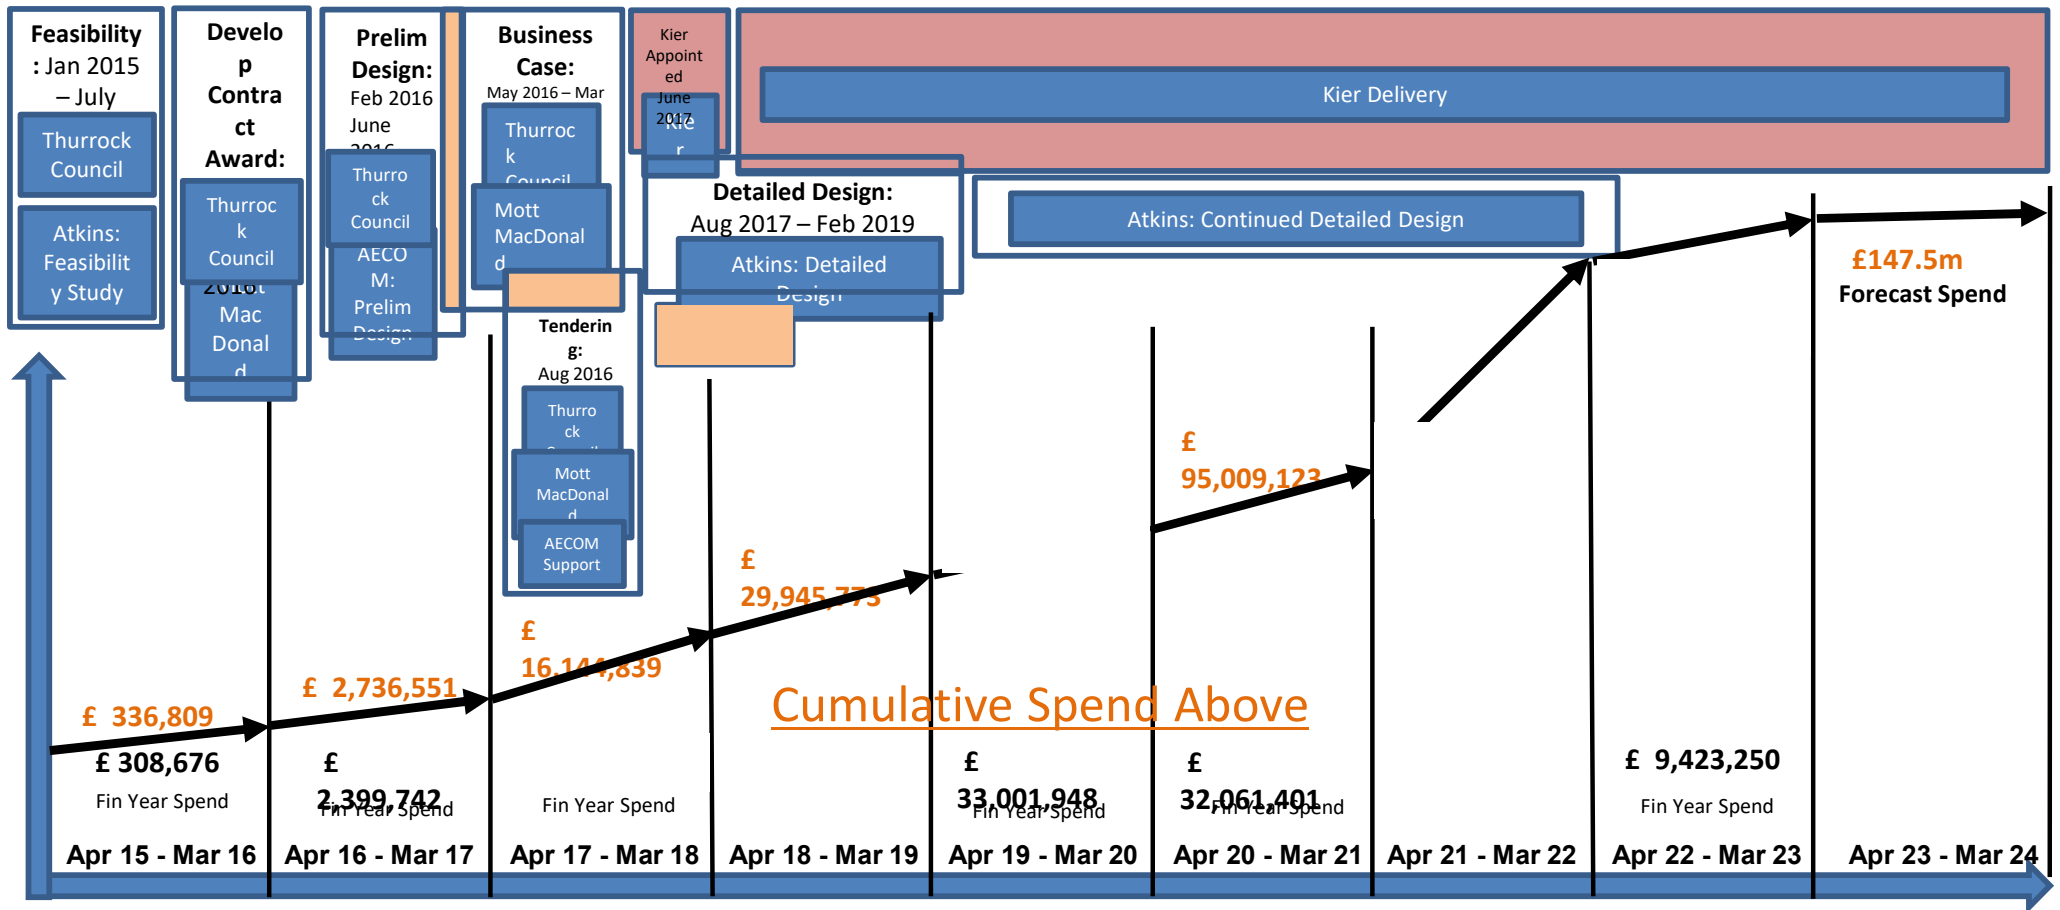 Feasibility
: Jan 2015
– July
Thurrock
Council
Atkins:
Feasibilit
y Study
Develo
p
Contra
ct
Award:
Thurroc
k
Council
2016
Mott
Mac
Donal
d
Prelim
Design:
Feb 2016
June
2016
Thurro
ck
Council
AECO
M:
Prelim
Design
Business
Case:
May 2016 – Mar
Thurroc
k
Council
Mott
MacDonal
d
Tenderin
g:
Aug 2016
Thurro
ck
Council
Mott
MacDonal
d
AECOM
Support
Kier
Appoint
ed
June
2017
Kie
r
Kier Delivery
Detailed Design:
Aug 2017 – Feb 2019
Atkins: Detailed
Design
Atkins: Continued Detailed Design
£147.5m
Forecast Spend
£
95,009,123
£
29,945,773
£
16,144,839
£ 2,736,551
£ 336,809
Cumulative Spend Above
£ 308,676
Fin Year Spend
£
2,399,742
Fin Year Spend
Fin Year Spend
£
33,001,948
Fin Year Spend
£
32,061,401
Fin Year Spend
£ 9,423,250
Fin Year Spend
Apr 15 - Mar 16
Apr 16 - Mar 17
Apr 17 - Mar 18
Apr 18 - Mar 19
Apr 19 - Mar 20
Apr 20 - Mar 21
Apr 21 - Mar 22
Apr 22 - Mar 23
Apr 23 - Mar 24